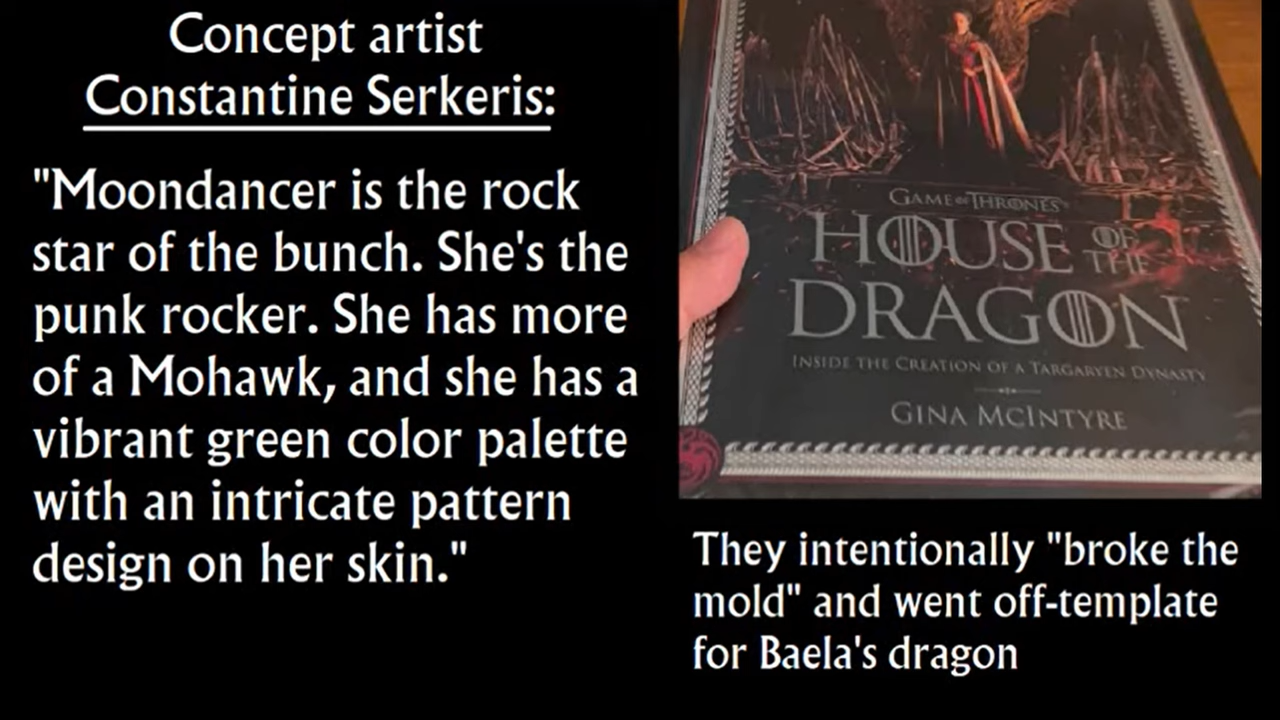 Concept artist
Constantine Serkeris:
"Moondancer is the rock
star of the bunch. She's the
punk rocker. She has more
of a Mohawk, and she has a
vibrant green color palette
with an intricate pattern
design on her skin."
GAME OF THRONES
HOUSE OF THE
DRAGON
INSIDE THE CREATION OF A TARGARYEN DYNASTY
GINA MCINTYRE
They intentionally "broke the
mold" and went off-template
for Baela's dragon